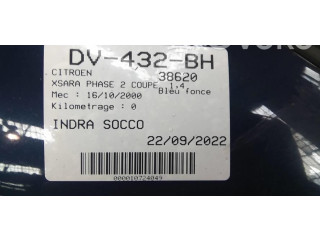 DV-432-BH
CITROEN 38620
XSARA PHASE 2 COUPE 1.4
Mec : 16/10/2000 Bleu fonce
Kilometrage : 0
INDRA SOCCO
22/09/2022
000010724849